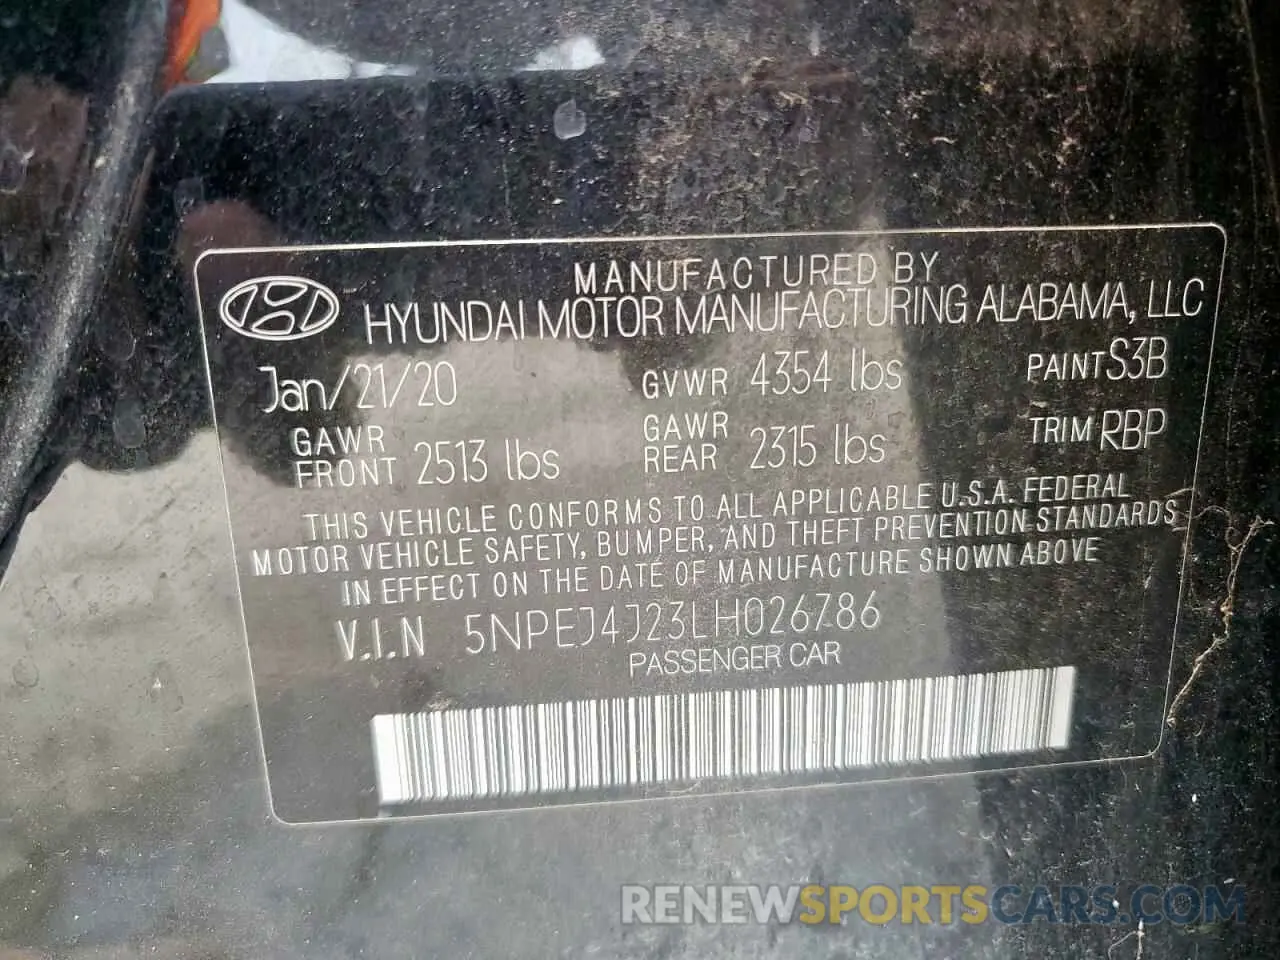 MANUFACTURED BY
HYUNDAI MOTOR MANUFACTURING ALABAMA, LLC
Jan/21/20 GVWR 4354 lbs PAINT S3B
GAWR FRONT 2513 lbs GAWR REAR 2315 lbs TRIM RBP
THIS VEHICLE CONFORMS TO ALL APPLICABLE U.S.A. FEDERAL
MOTOR VEHICLE SAFETY, BUMPER, AND THEFT PREVENTION STANDARDS
IN EFFECT ON THE DATE OF MANUFACTURE SHOWN ABOVE
V.I.N 5NPEJ4J23LH026786
PASSENGER CAR
RENEWSPORTSCARS.COM